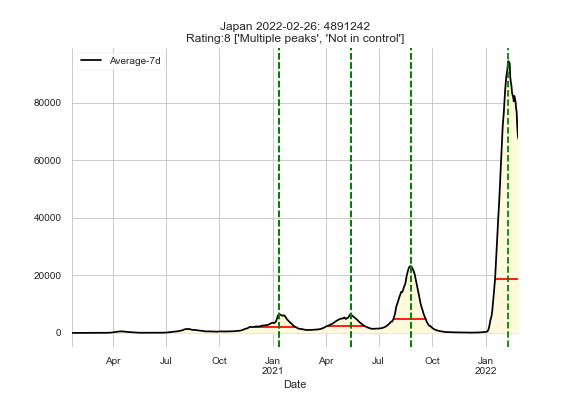 Japan 2022-02-26: 4891242
Rating:8 ['Multiple peaks', 'Not in control']
Average-7d
80000
60000
40000
20000
0
Apr Jul Oct Jan Apr Jul Oct Jan
2021 2022
Date